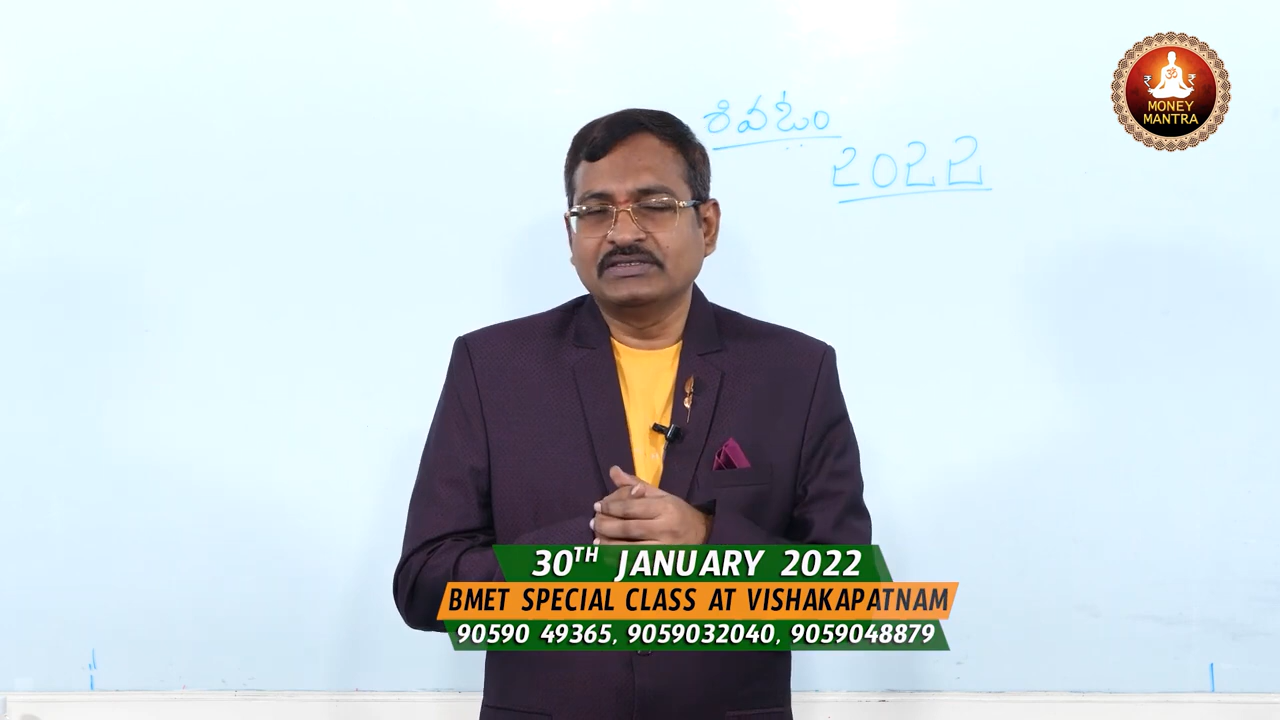 శివఓం
2022
MONEY
MANTRA
30TH JANUARY 2022
BMET SPECIAL CLASS AT VISHAKAPATNAM
90590 49365, 9059032040, 9059048879